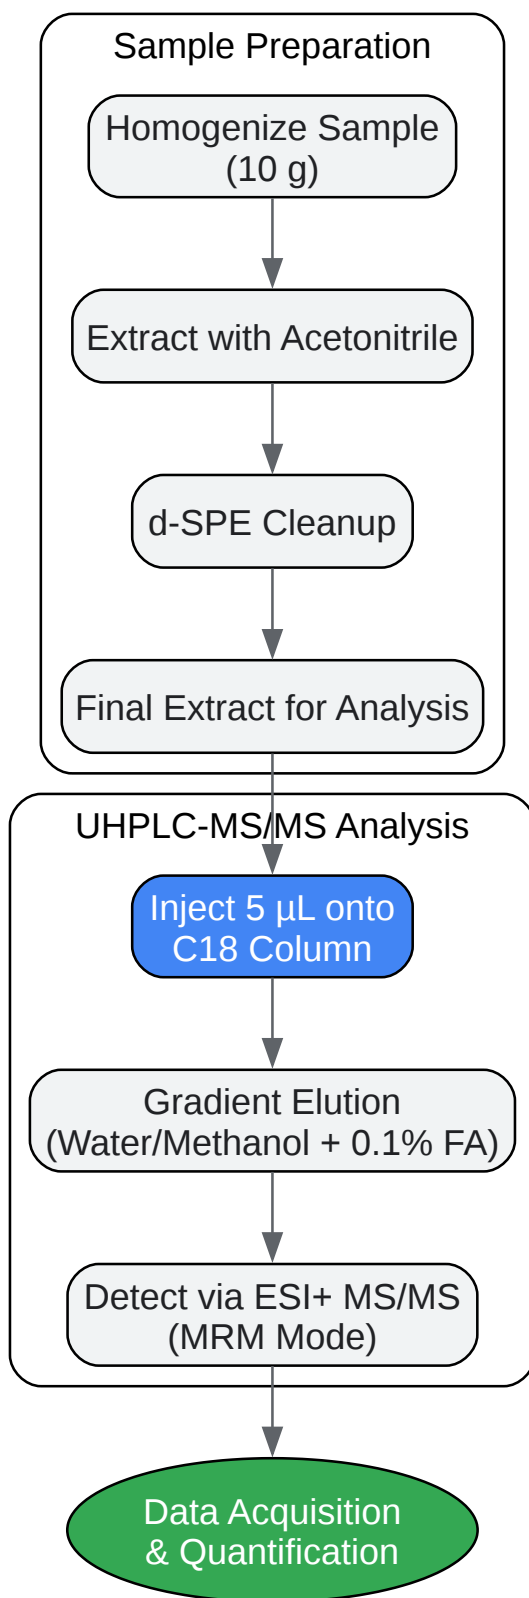 Sample Preparation
Homogenize Sample
(10 g)
Extract with Acetonitrile
d-SPE Cleanup
Final Extract for Analysis
UHPLC-MS/MS Analysis
Inject 5 µL onto
C18 Column
Gradient Elution
(Water/Methanol + 0.1% FA)
Detect via ESI+ MS/MS
(MRM Mode)
Data Acquisition
& Quantification